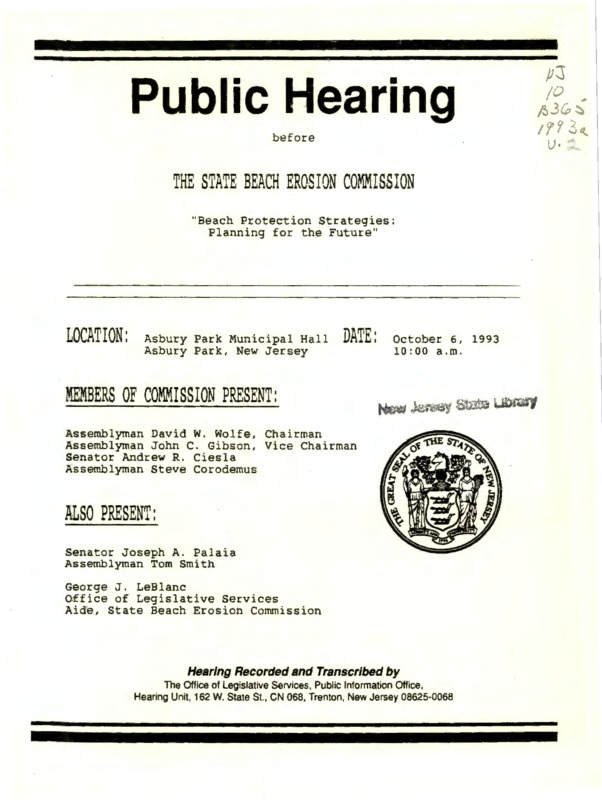 Public Hearing
NJ
10
B365
1993a
V. 2
before
THE STATE BEACH EROSION COMMISSION
"Beach Protection Strategies:
Planning for the Future"
LOCATION: Asbury Park Municipal Hall DATE: October 6, 1993
Asbury Park, New Jersey 10:00 a.m.
MEMBERS OF COMMISSION PRESENT:
New Jersey State Library
Assemblyman David W. Wolfe, Chairman
Assemblyman John C. Gibson, Vice Chairman
Senator Andrew R. Ciesla
Assemblyman Steve Corodemus
THE GREAT SEAL OF THE STATE OF NEW JERSEY
ALSO PRESENT:
Senator Joseph A. Palaia
Assemblyman Tom Smith
George J. LeBlanc
Office of Legislative Services
Aide, State Beach Erosion Commission
Hearing Recorded and Transcribed by
The Office of Legislative Services, Public Information Office,
Hearing Unit, 162 W. State St., CN 068, Trenton, New Jersey 08625-0068